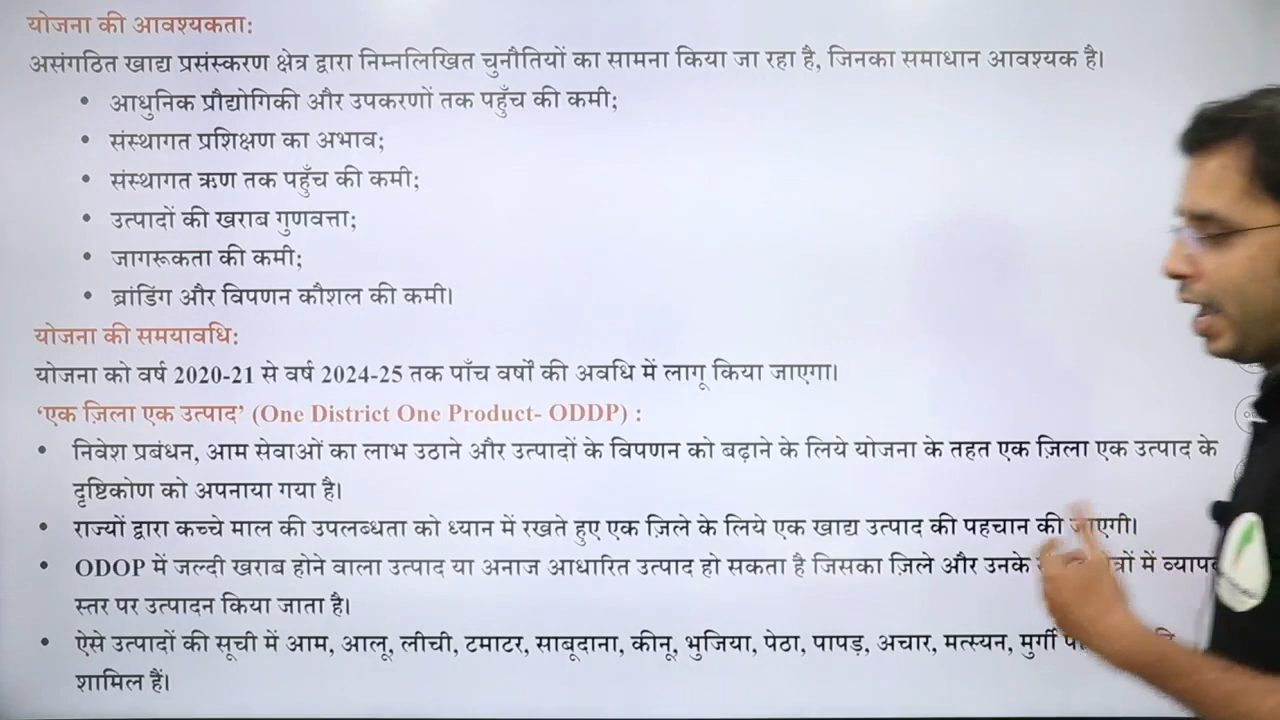 योजना की आवश्यकता:
असंगठित खाद्य प्रसंस्करण क्षेत्र द्वारा निम्नलिखित चुनौतियों का सामना किया जा रहा है, जिनका समाधान आवश्यक है।
• आधुनिक प्रौद्योगिकी और उपकरणों तक पहुँच की कमी;
• संस्थागत प्रशिक्षण का अभाव;
• संस्थागत ऋण तक पहुँच की कमी;
• उत्पादों की खराब गुणवत्ता;
• जागरूकता की कमी;
• ब्रांडिंग और विपणन कौशल की कमी।
योजना की समयावधि:
योजना को वर्ष 2020-21 से वर्ष 2024-25 तक पाँच वर्षों की अवधि में लागू किया जाएगा।
‘एक ज़िला एक उत्पाद’ (One District One Product- ODDP) :
• निवेश प्रबंधन, आम सेवाओं का लाभ उठाने और उत्पादों के विपणन को बढ़ाने के लिये योजना के तहत एक ज़िला एक उत्पाद के
दृष्टिकोण को अपनाया गया है।
• राज्यों द्वारा कच्चे माल की उपलब्धता को ध्यान में रखते हुए एक ज़िले के लिये एक खाद्य उत्पाद की पहचान की जाएगी।
• ODOP में जल्दी खराब होने वाला उत्पाद या अनाज आधारित उत्पाद हो सकता है जिसका ज़िले और उनके में
स्तर पर उत्पादन किया जाता है।
• ऐसे उत्पादों की सूची में आम, आलू, लीची, टमाटर, साबूदाना, कीनू, भुजिया, पेठा, पापड़, अचार, मत्स्यन, मुर्गी
शामिल हैं।